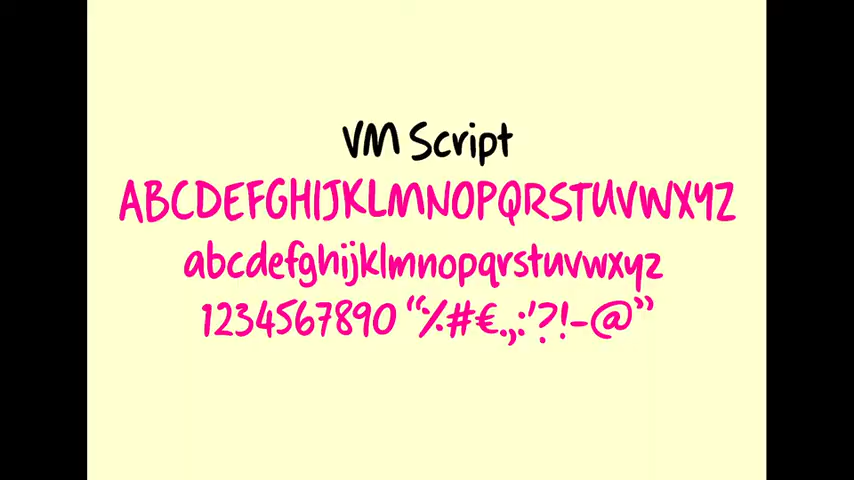 VM Script
ABCDEFGHIJKLMNOPQRSTUVWXYZ
abcdefghijklmnopqrstuvwxyz
1234567890 “%#€.,;:’?!-@”